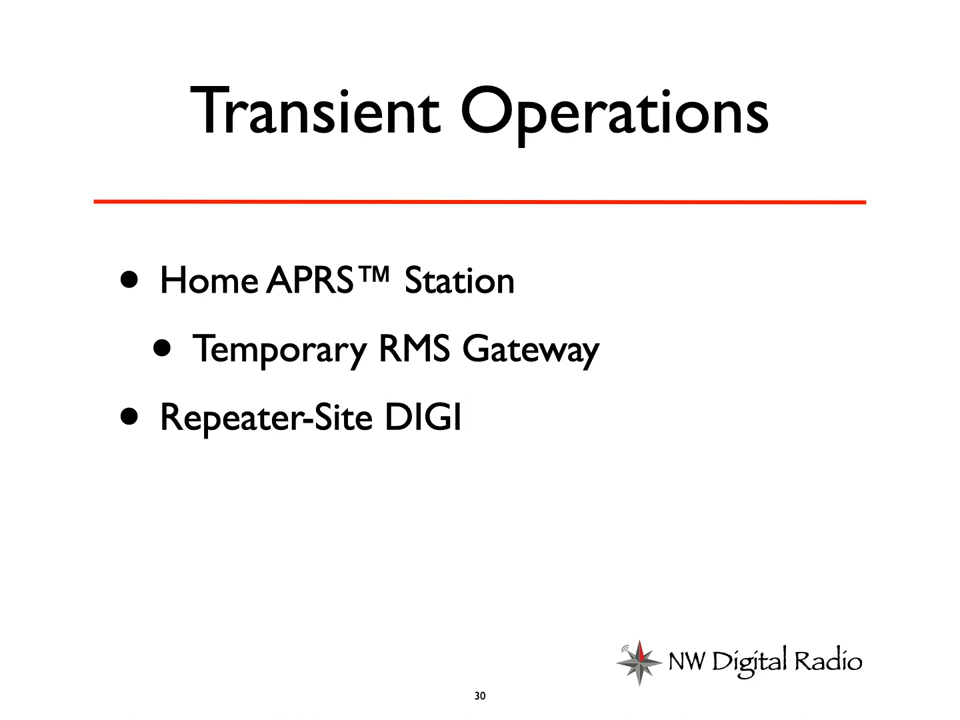 Transient Operations
• Home APRS™ Station
• Temporary RMS Gateway
• Repeater-Site DIGI
NW Digital Radio
30